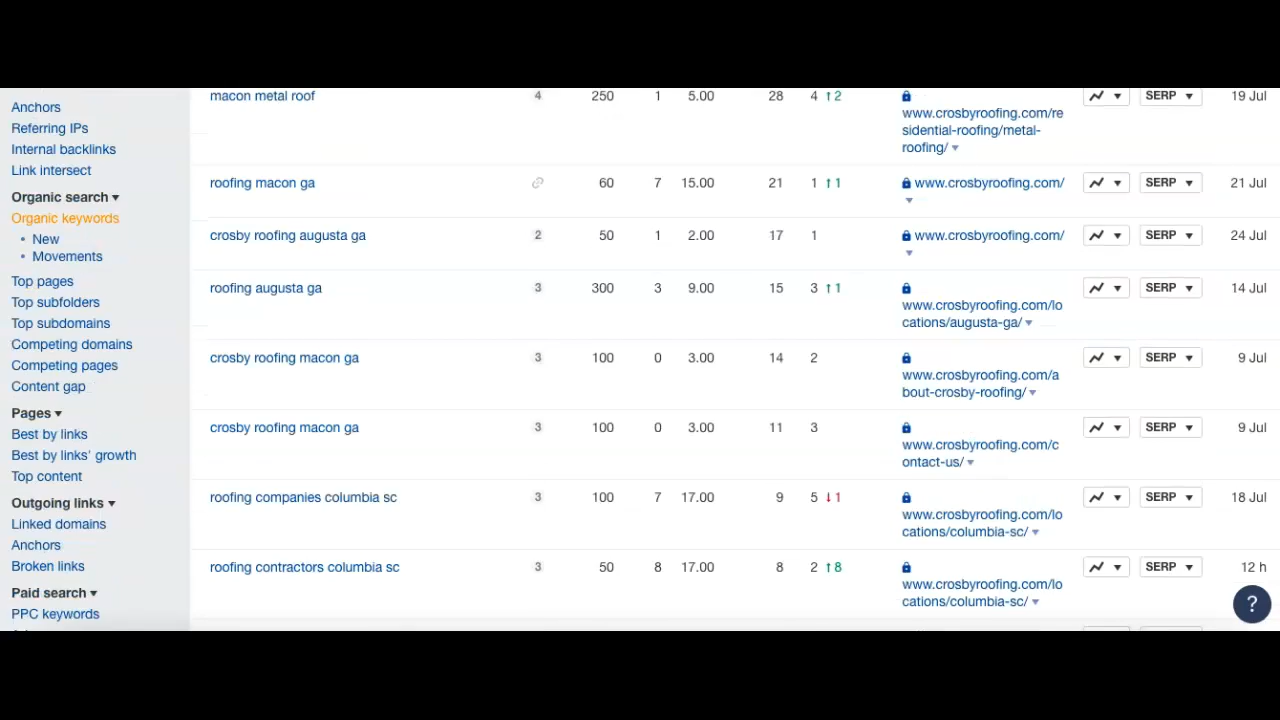 Anchors
Referring IPs
Internal backlinks
Link intersect
Organic search
Organic keywords
New
Movements
Top pages
Top subfolders
Top subdomains
Competing domains
Competing pages
Content gap
Pages
Best by links
Best by links' growth
Top content
Outgoing links
Linked domains
Anchors
Broken links
Paid search
PPC keywords
macon metal roof 4 250 1 5.00 28 4 ↑2 www.crosbyroofing.com/re SERP 19 Jul
sidential-roofing/metal-
roofing/
roofing macon ga 60 7 15.00 21 1 ↑1 www.crosbyroofing.com/ SERP 21 Jul
crosby roofing augusta ga 2 50 1 2.00 17 1 www.crosbyroofing.com/ SERP 24 Jul
roofing augusta ga 3 300 3 9.00 15 3 ↑1 SERP 14 Jul
www.crosbyroofing.com/lo
cations/augusta-ga/
crosby roofing macon ga 3 100 0 3.00 14 2 SERP 9 Jul
www.crosbyroofing.com/a
bout-crosby-roofing/
crosby roofing macon ga 3 100 0 3.00 11 3 SERP 9 Jul
www.crosbyroofing.com/c
ontact-us/
roofing companies columbia sc 3 100 7 17.00 9 5 ↓1 SERP 18 Jul
www.crosbyroofing.com/lo
cations/columbia-sc/
roofing contractors columbia sc 3 50 8 17.00 8 2 ↑8 SERP 12 h
www.crosbyroofing.com/lo
cations/columbia-sc/
?